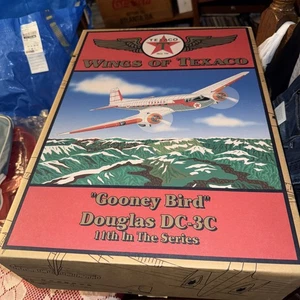 TEXACO
WINGS OF TEXACO
"Gooney Bird"
Douglas DC-3C
11th In The Series